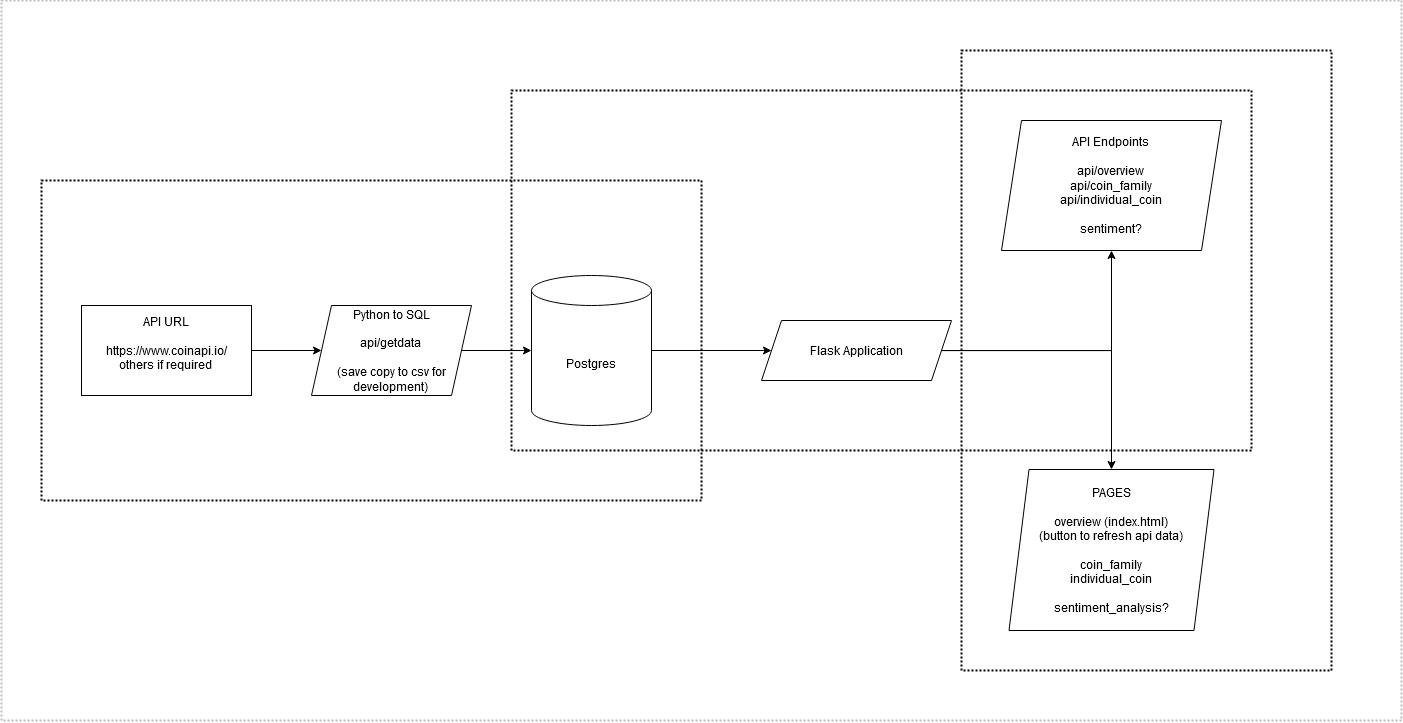 API URL
https://www.coinapi.io/
others if required
Python to SQL
api/getdata
(save copy to csv for
development)
Postgres
Flask Application
API Endpoints
api/overview
api/coin_family
api/individual_coin
sentiment?
PAGES
overview (index.html)
(button to refresh api data)
coin_family
individual_coin
sentiment_analysis?